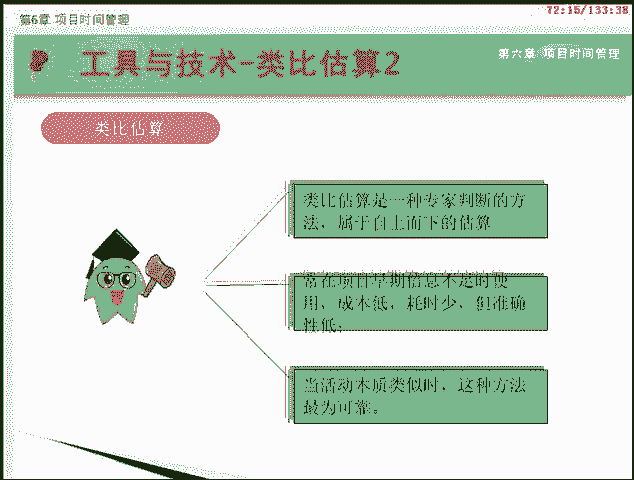 第6章 项目时间管理
72:15/133:38
工具与技术-类比估算2
第六章 项目时间管理
类比估算
类比估算是一种专家判断的方
法，属于自上而下的估算
常在项目早期信息不足时使
用，成本低，耗时少，但准确
性低；
当活动本质类似时，这种方法
最为可靠。